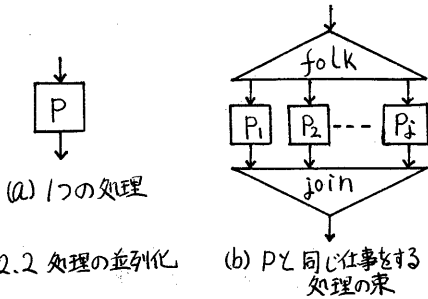 P
(a) 1つの処理
folk
P1 P2 Pj
join
(b) Pと同じ仕事をする
処理の束
2.2 処理の並列化